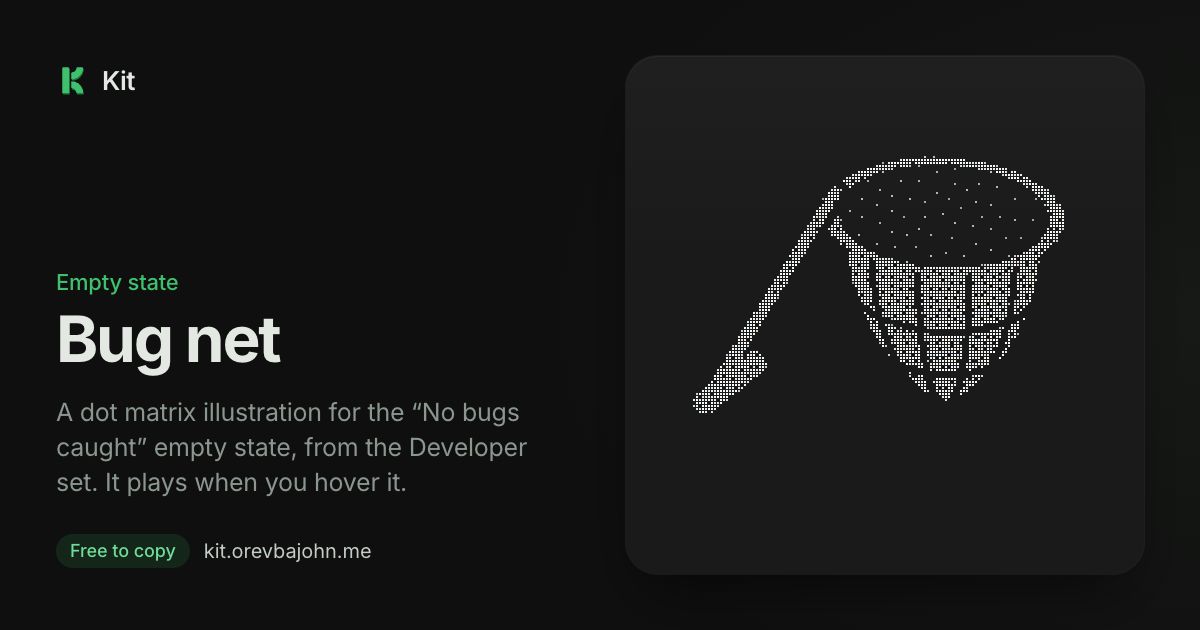 Kit
Empty state
Bug net
A dot matrix illustration for the “No bugs
caught” empty state, from the Developer
set. It plays when you hover it.
Free to copy
kit.orevbajohn.me